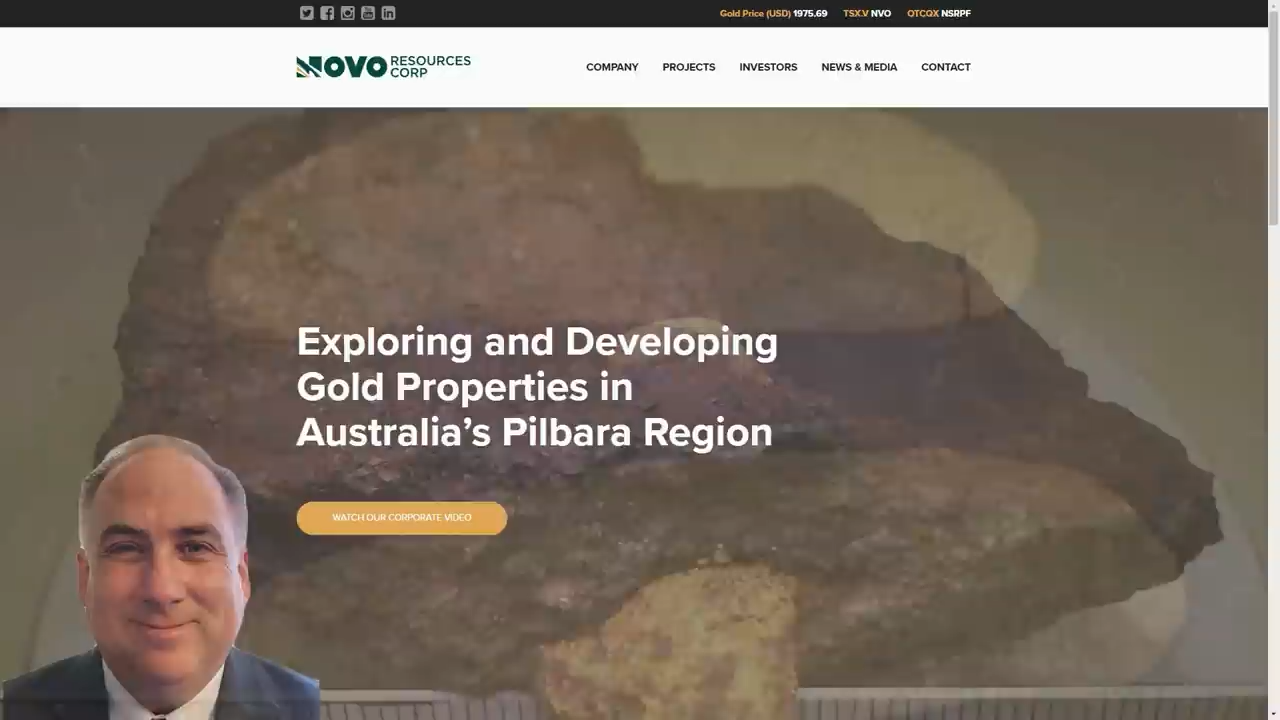 Gold Price (USD) 1975.69 TSX.V NVO OTCQX NSRPF
NOVO RESOURCES CORP
COMPANY PROJECTS INVESTORS NEWS & MEDIA CONTACT
Exploring and Developing
Gold Properties in
Australia's Pilbara Region
WATCH OUR CORPORATE VIDEO